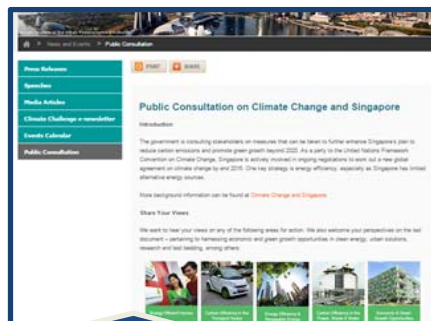 News and Events > Public Consultation
Press Releases
Speeches
Media Articles
Climate Challenge e-newsletter
Events Calendar
Public Consultation
PRINT
SHARE
Public Consultation on Climate Change and Singapore
Introduction
The government is consulting stakeholders on measures that can be taken to further enhance Singapore's plan to
reduce carbon emissions and promote green growth beyond 2020. As a party to the United Nations Framework
Convention on Climate Change, Singapore is actively involved in ongoing negotiations to work out a new global
agreement on climate change by end 2015. One key strategy is energy efficiency, especially as Singapore has limited
alternative energy sources.
More background information can be found at Climate Change and Singapore
Share Your Views
We want to hear your views on any of the following areas for action. We also welcome your perspectives on the last
document – pertaining to harnessing economic and green growth opportunities in clean energy, urban solutions,
research and test bedding, among others:
Energy Efficient Homes
Carbon Efficiency in the
Transport Sector
Energy Efficiency &
Renewable Energy
Carbon Efficiency in the
Power, Waste & Water
Economic & Green
Growth Opportunities